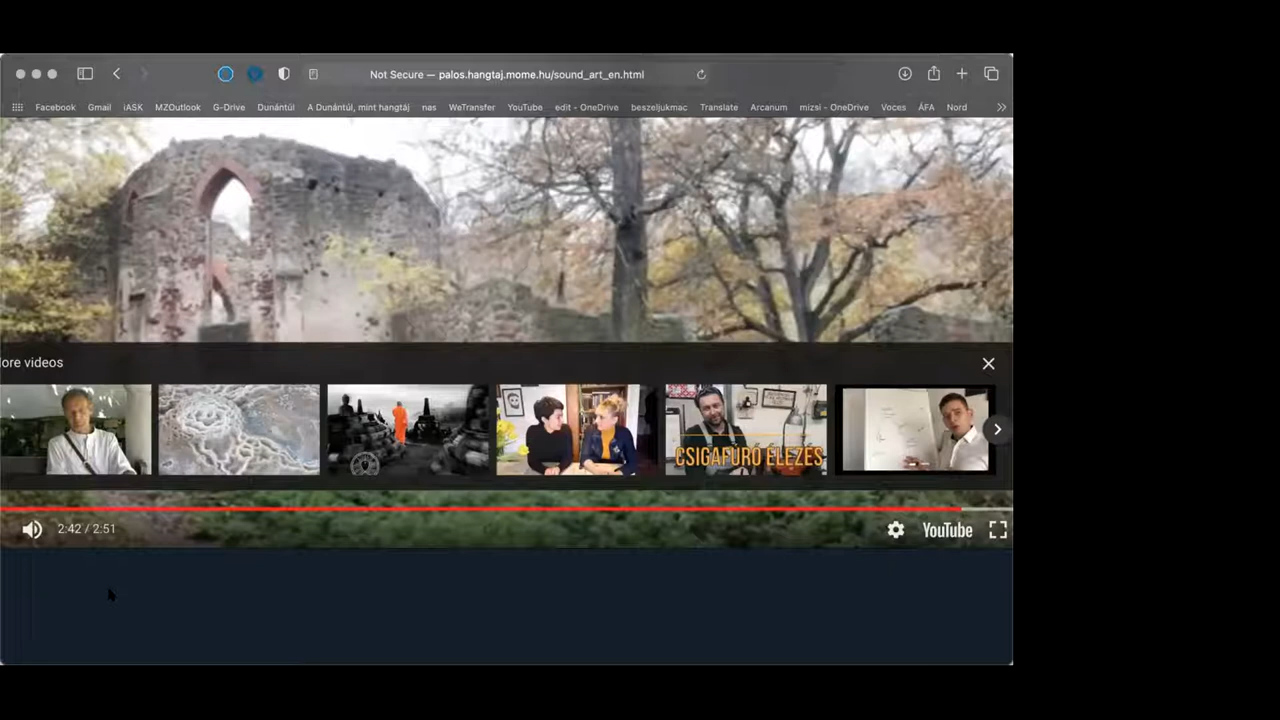 Not Secure — palos.hangtaj.mome.hu/sound_art_en.html
Facebook Gmail iASK MZOutlook G-Drive Dunántúl A Dunántúl, mint hangtáj nas WeTransfer YouTube edit - OneDrive beszeljukmac Translate Arcanum mizsi - OneDrive Voces ÁFA Nord
ore videos
CSIGAFÚRÓ ÉLEZÉS
2:42 / 2:51
YouTube